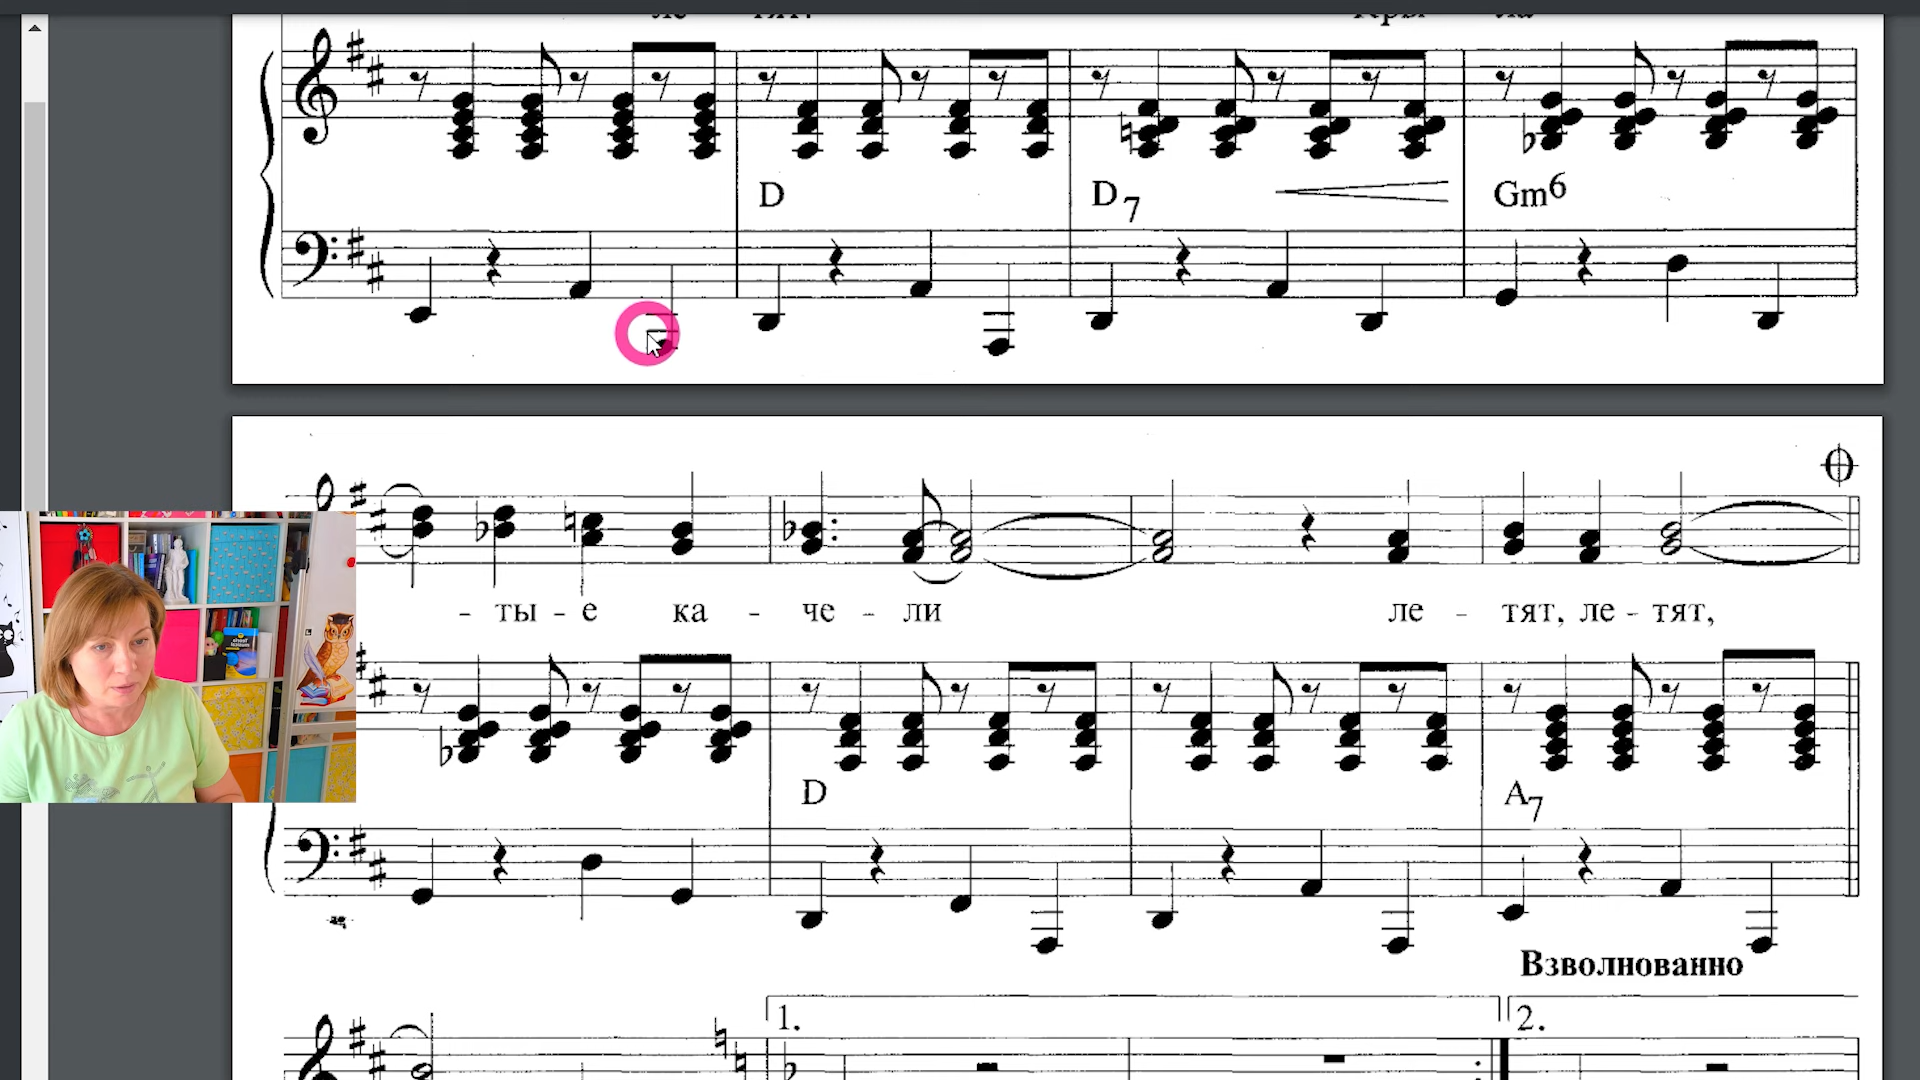 D D7 Gm6
- ты - е ка - че - ли ле - тят, ле - тят,
D A7
Взволнованно
1. 2.